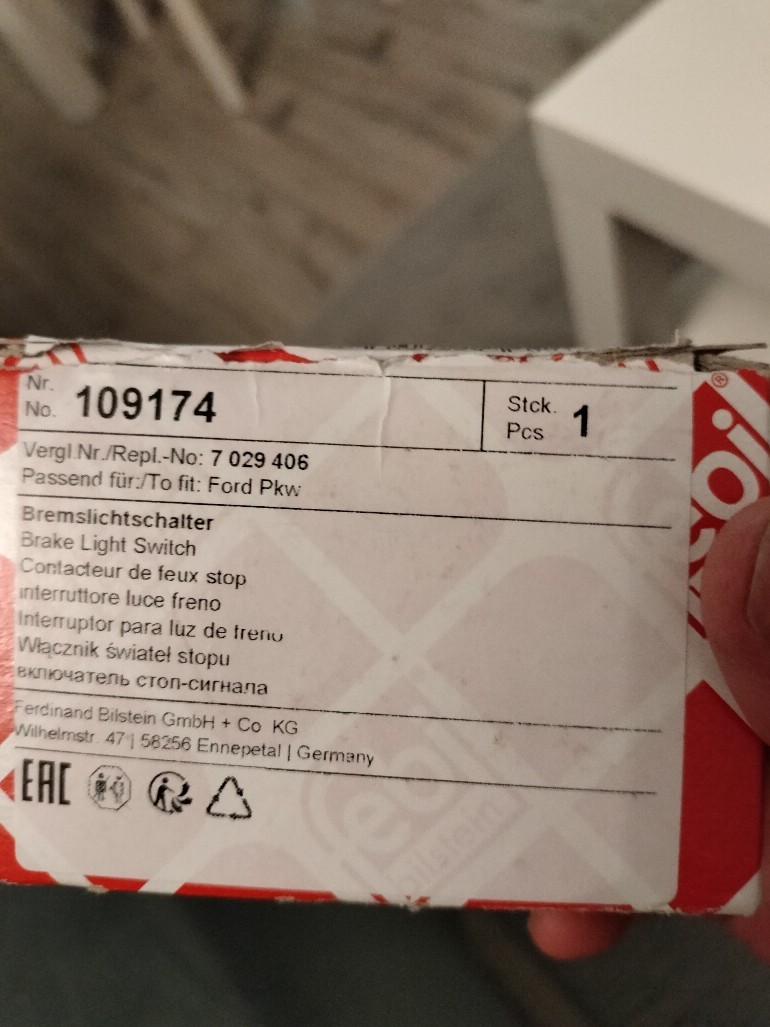 Nr.
No. 109174
Stck.
Pcs 1
Vergl.Nr./Repl.-No: 7 029 406
Passend für:/To fit: Ford Pkw
Bremslichtschalter
Brake Light Switch
Contacteur de feux stop
interruttore luce freno
Interruptor para luz de freno
Włącznik świateł stopu
включатель стоп-сигнала
Ferdinand Bilstein GmbH + Co KG
Wilhelmstr. 47 | 58256 Ennepetal | Germany
EAC
febi
bilstein